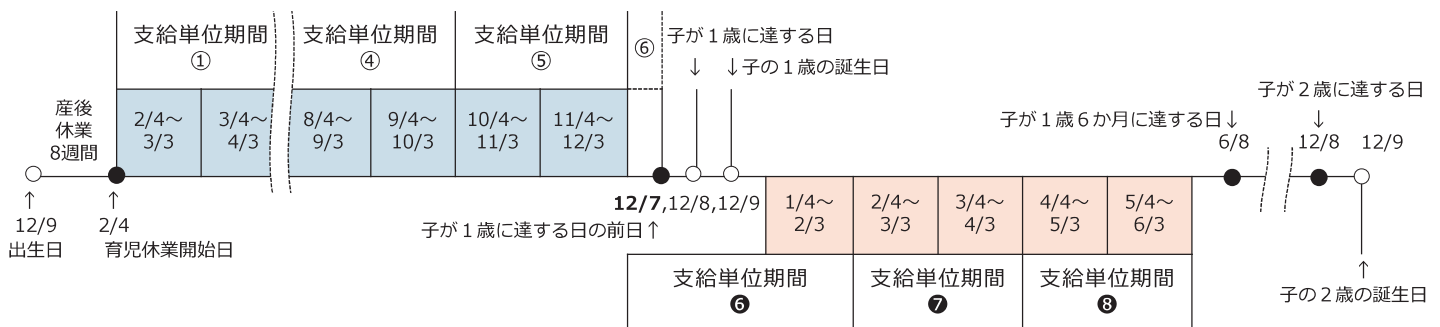 支給単位期間
①
支給単位期間
④
支給単位期間
⑤
⑥
子が1歳に達する日
↓
↓子の1歳の誕生日
産後
休業
8週間
2/4～
3/3
3/4～
4/3
8/4～
9/3
9/4～
10/3
10/4～
11/3
11/4～
12/3
子が1歳6か月に達する日↓
6/8
子が2歳に達する日
↓
12/8
12/9
↑
12/9
出生日
↑
2/4
育児休業開始日
12/7,12/8,12/9
子が1歳に達する日の前日↑
1/4～
2/3
2/4～
3/3
3/4～
4/3
4/4～
5/3
5/4～
6/3
支給単位期間
❻
支給単位期間
❼
支給単位期間
❽
↑
子の2歳の誕生日